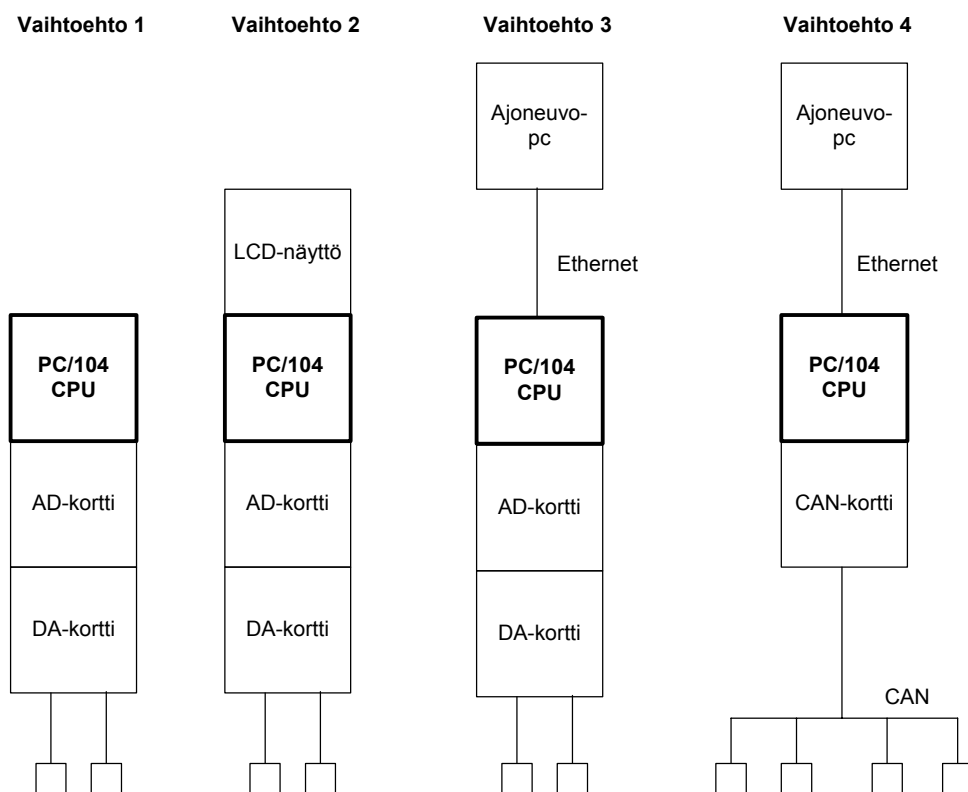 Vaihtoehto 1
Vaihtoehto 2
Vaihtoehto 3
Vaihtoehto 4
Ajoneuvo-
pc
Ajoneuvo-
pc
LCD-näyttö
Ethernet
Ethernet
PC/104
CPU
PC/104
CPU
PC/104
CPU
PC/104
CPU
AD-kortti
AD-kortti
AD-kortti
CAN-kortti
DA-kortti
DA-kortti
DA-kortti
CAN